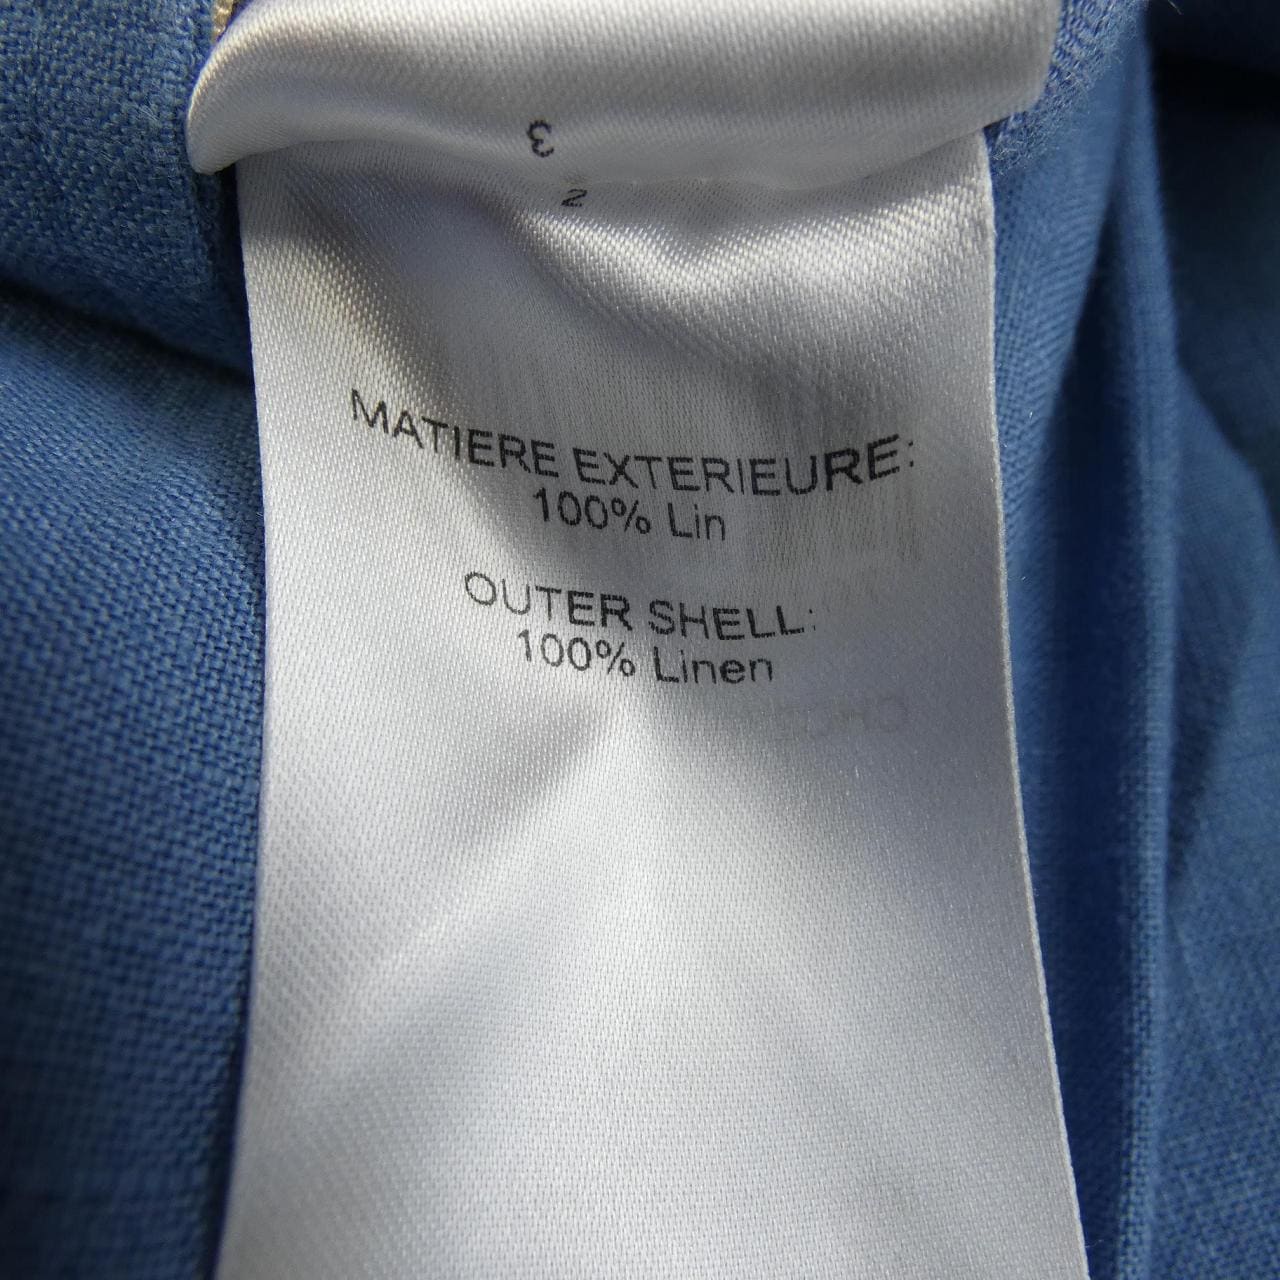 3
2
MATIERE EXTERIEURE:
100% Lin
OUTER SHELL:
100% Linen